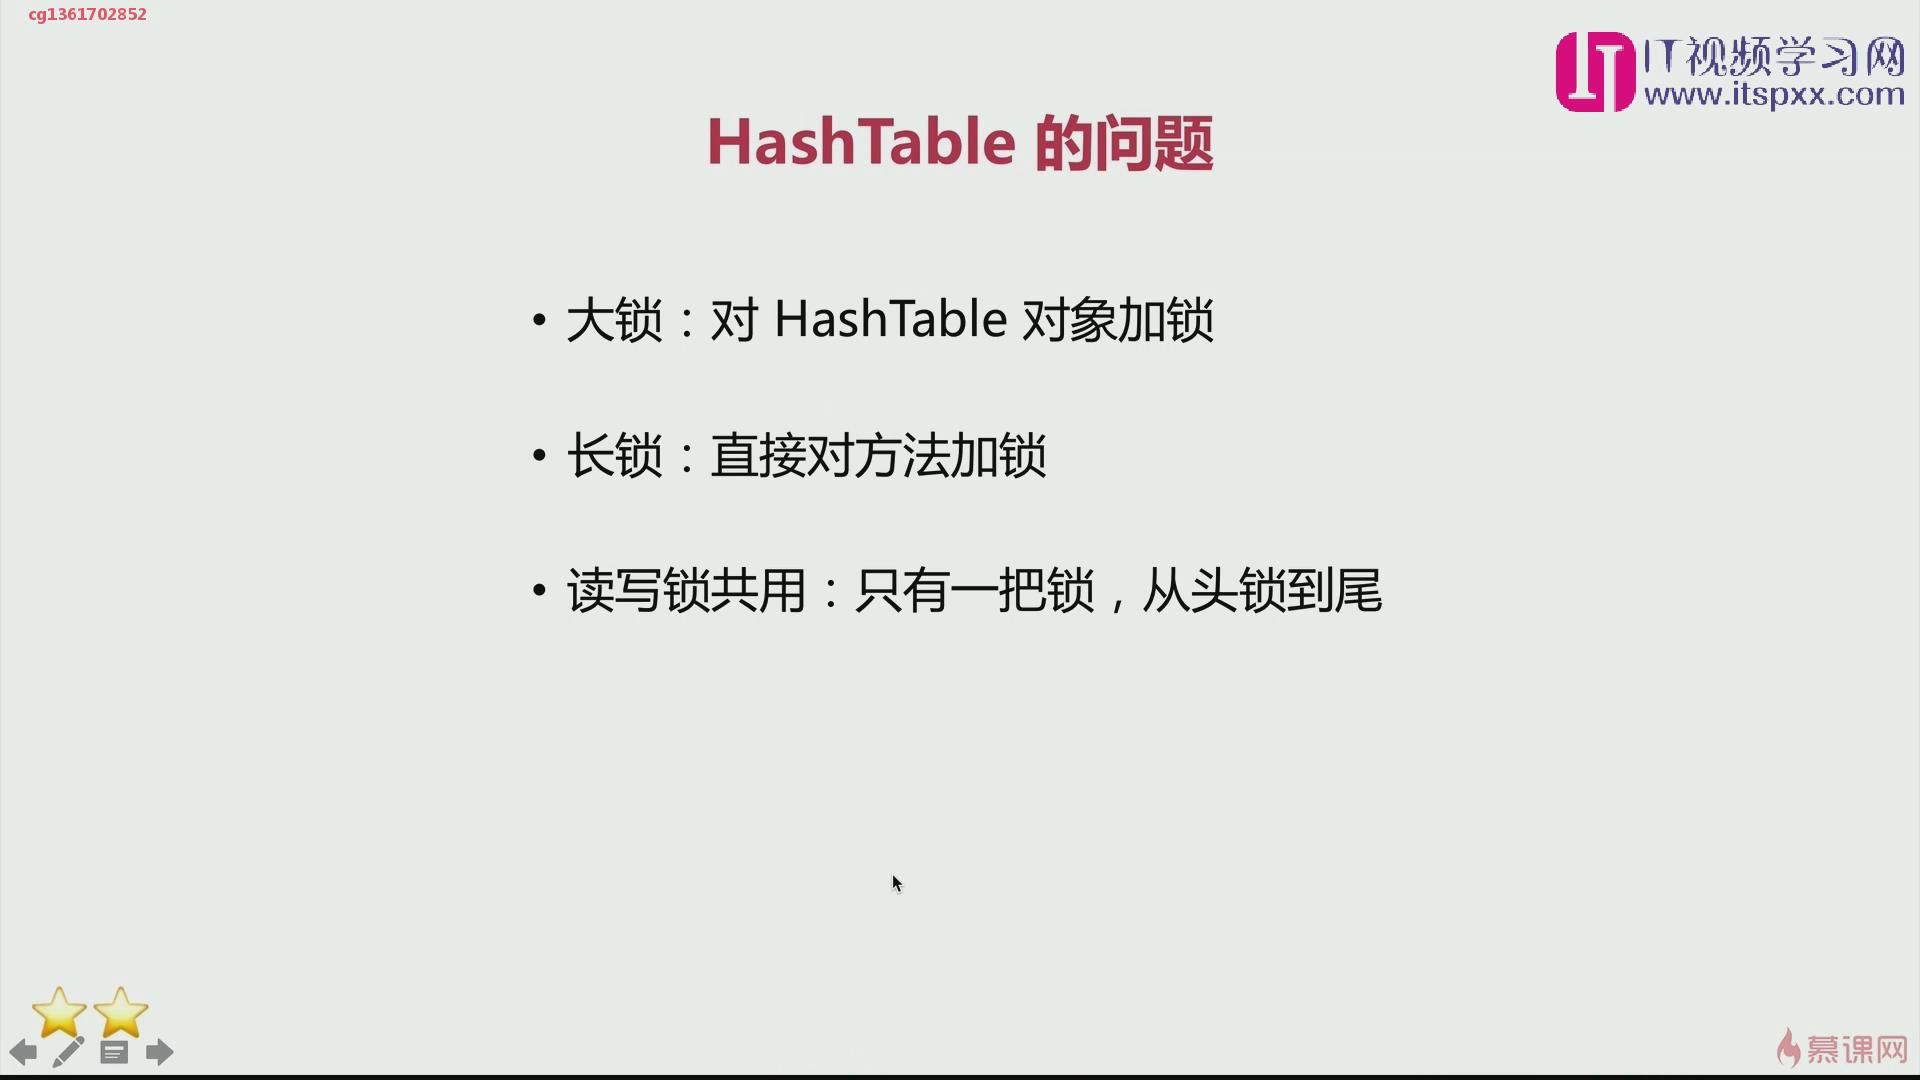 cg1361702852
IT视频学习网
www.itspxx.com
HashTable 的问题
• 大锁：对 HashTable 对象加锁
• 长锁：直接对方法加锁
• 读写锁共用：只有一把锁，从头锁到尾
慕课网